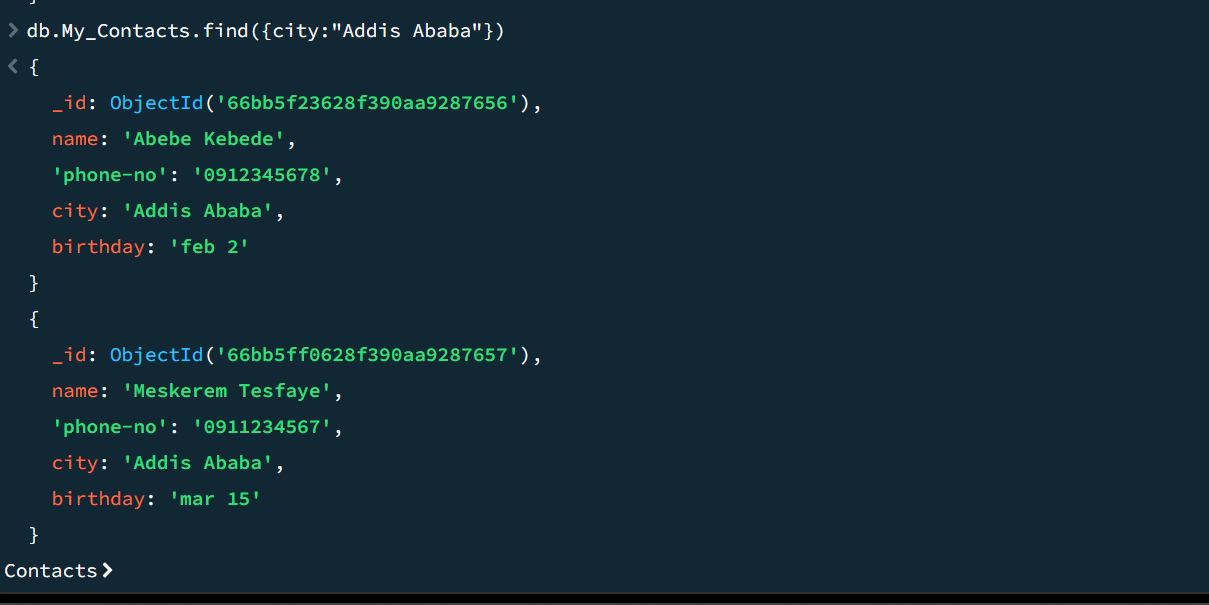 db.My_Contacts.find({city:"Addis Ababa"})
{
_id: ObjectId('66bb5f23628f390aa9287656'),
name: 'Abebe Kebede',
'phone-no': '0912345678',
city: 'Addis Ababa',
birthday: 'feb 2'
}
{
_id: ObjectId('66bb5ff0628f390aa9287657'),
name: 'Meskerem Tesfaye',
'phone-no': '0911234567',
city: 'Addis Ababa',
birthday: 'mar 15'
}
Contacts>